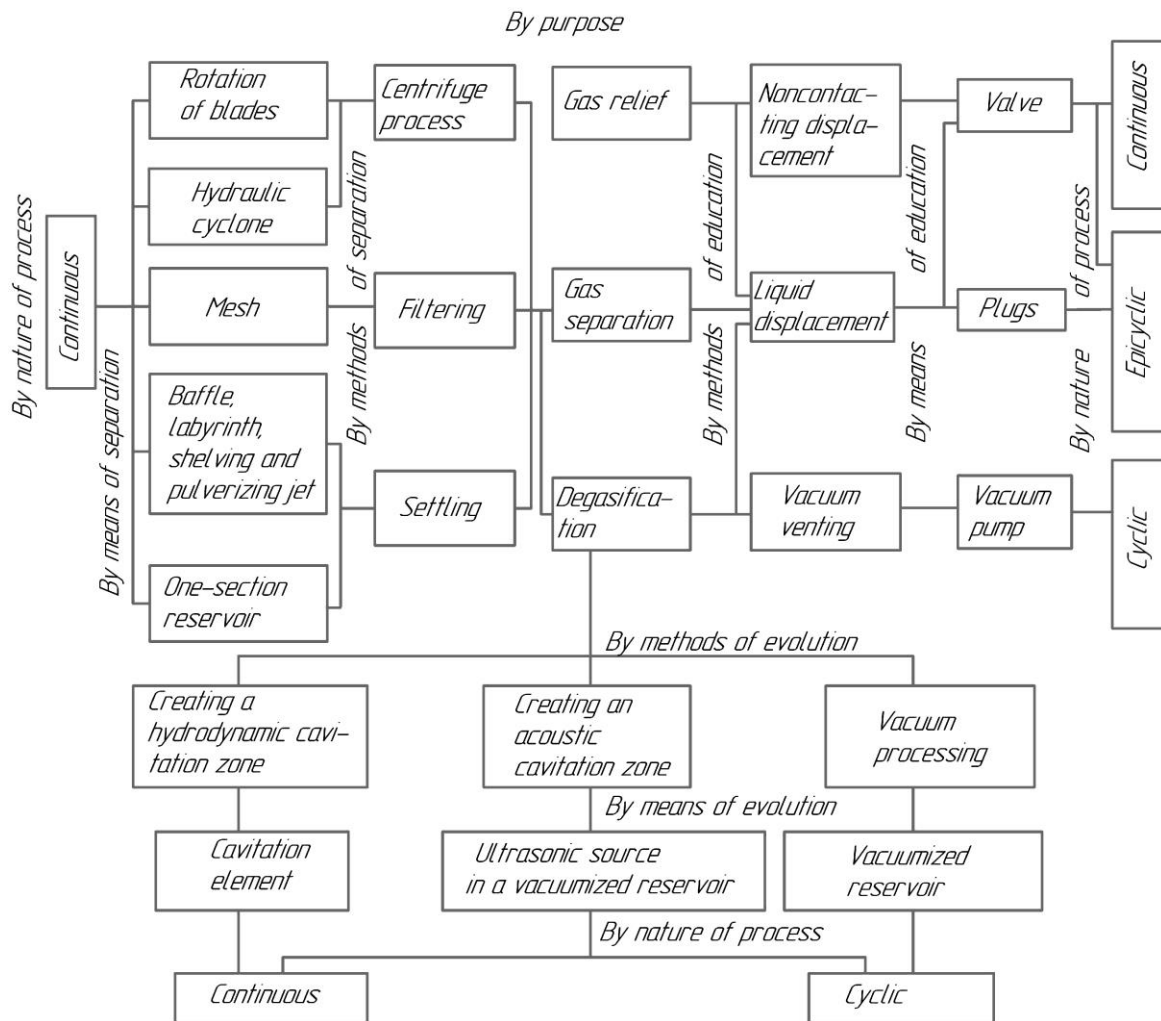 By purpose
By nature of process
Continuous
By means of separation
Rotation
of blades
Hydraulic
cyclone
Mesh
Baffle,
labyrinth,
shelving and
pulverizing jet
One-section
reservoir
By methods
of separation
Centrifuge
process
Filtering
Settling
Gas relief
Gas
separation
Degasifica-
tion
By methods
of education
Noncontac-
ting displa-
cement
Liquid
displacement
Vacuum
venting
By means
of education
Valve
Plugs
Vacuum
pump
By nature
of process
Continuous
Epicyclic
Cyclic
By methods of evolution
Creating a
hydrodynamic cavi-
tation zone
Creating an
acoustic
cavitation zone
Vacuum
processing
By means of evolution
Cavitation
element
Ultrasonic source
in a vacuumized reservoir
Vacuumized
reservoir
By nature of process
Continuous
Cyclic